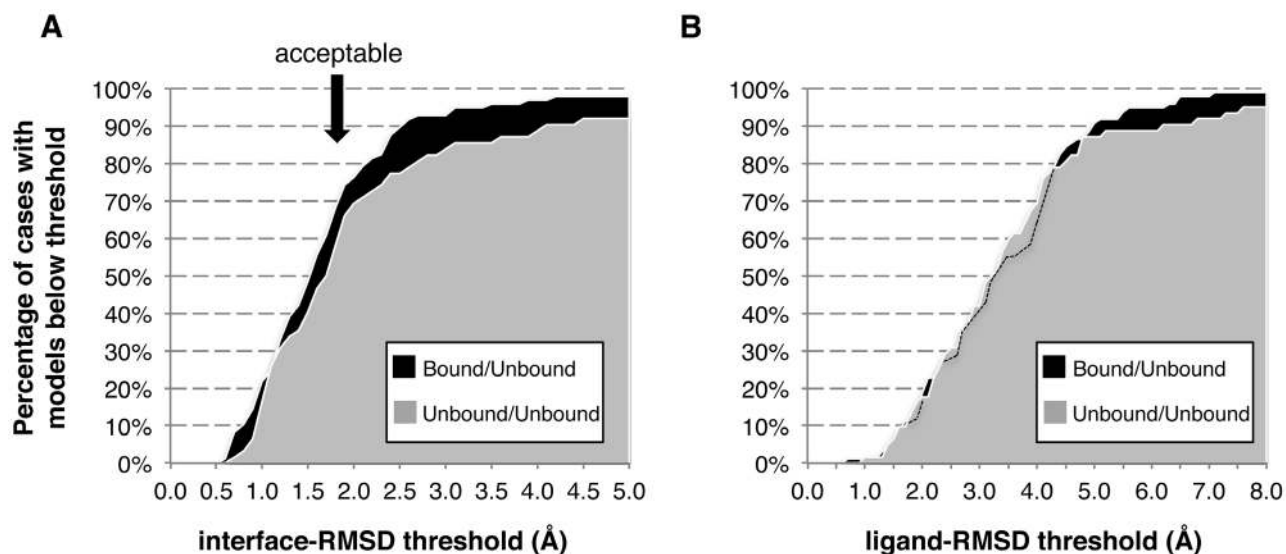 A
B
acceptable
Percentage of cases with
models below threshold
100%
90%
80%
70%
60%
50%
40%
30%
20%
10%
0%
0.0 0.5 1.0 1.5 2.0 2.5 3.0 3.5 4.0 4.5 5.0
interface-RMSD threshold (Å)
Bound/Unbound
Unbound/Unbound
100%
90%
80%
70%
60%
50%
40%
30%
20%
10%
0%
0.0 1.0 2.0 3.0 4.0 5.0 6.0 7.0 8.0
ligand-RMSD threshold (Å)
Bound/Unbound
Unbound/Unbound